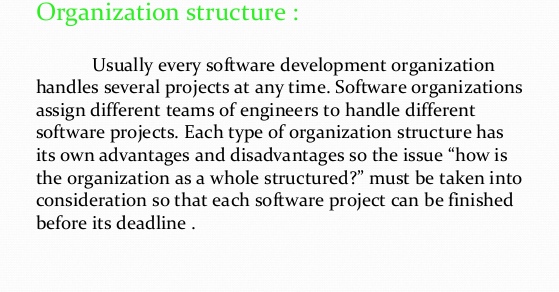 Organization structure :
Usually every software development organization
handles several projects at any time. Software organizations
assign different teams of engineers to handle different
software projects. Each type of organization structure has
its own advantages and disadvantages so the issue “how is
the organization as a whole structured?” must be taken into
consideration so that each software project can be finished
before its deadline .